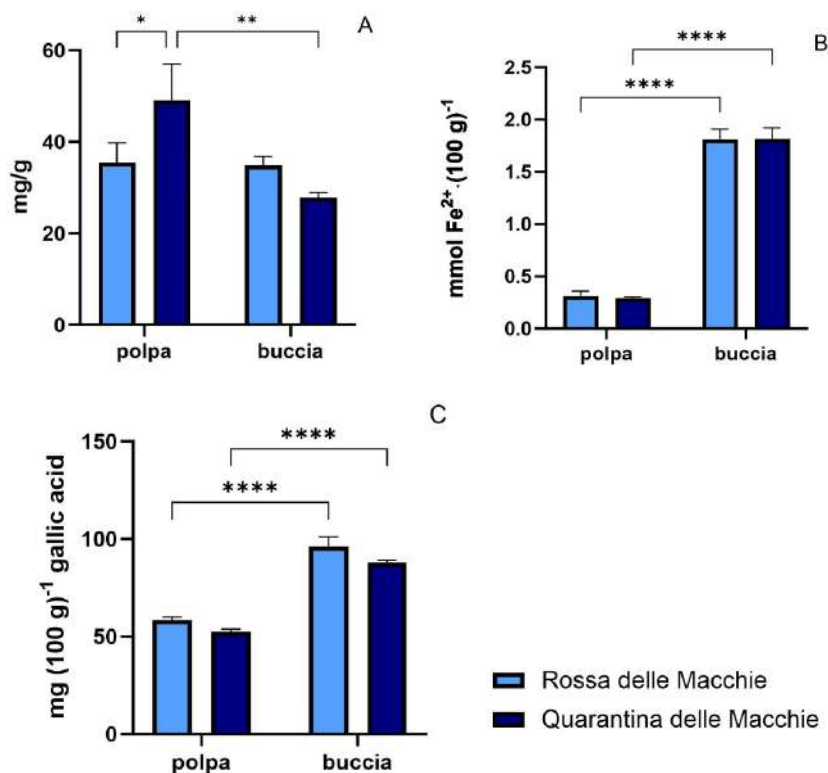 A
*
**
60
40
20
0
mg/g
polpa
buccia
B
****
****
2.5
2.0
1.5
1.0
0.5
0.0
mmol Fe²⁺·(100 g)⁻¹
polpa
buccia
C
****
****
150
100
50
0
mg (100 g)⁻¹ gallic acid
polpa
buccia
Rossa delle Macchie
Quarantina delle Macchie